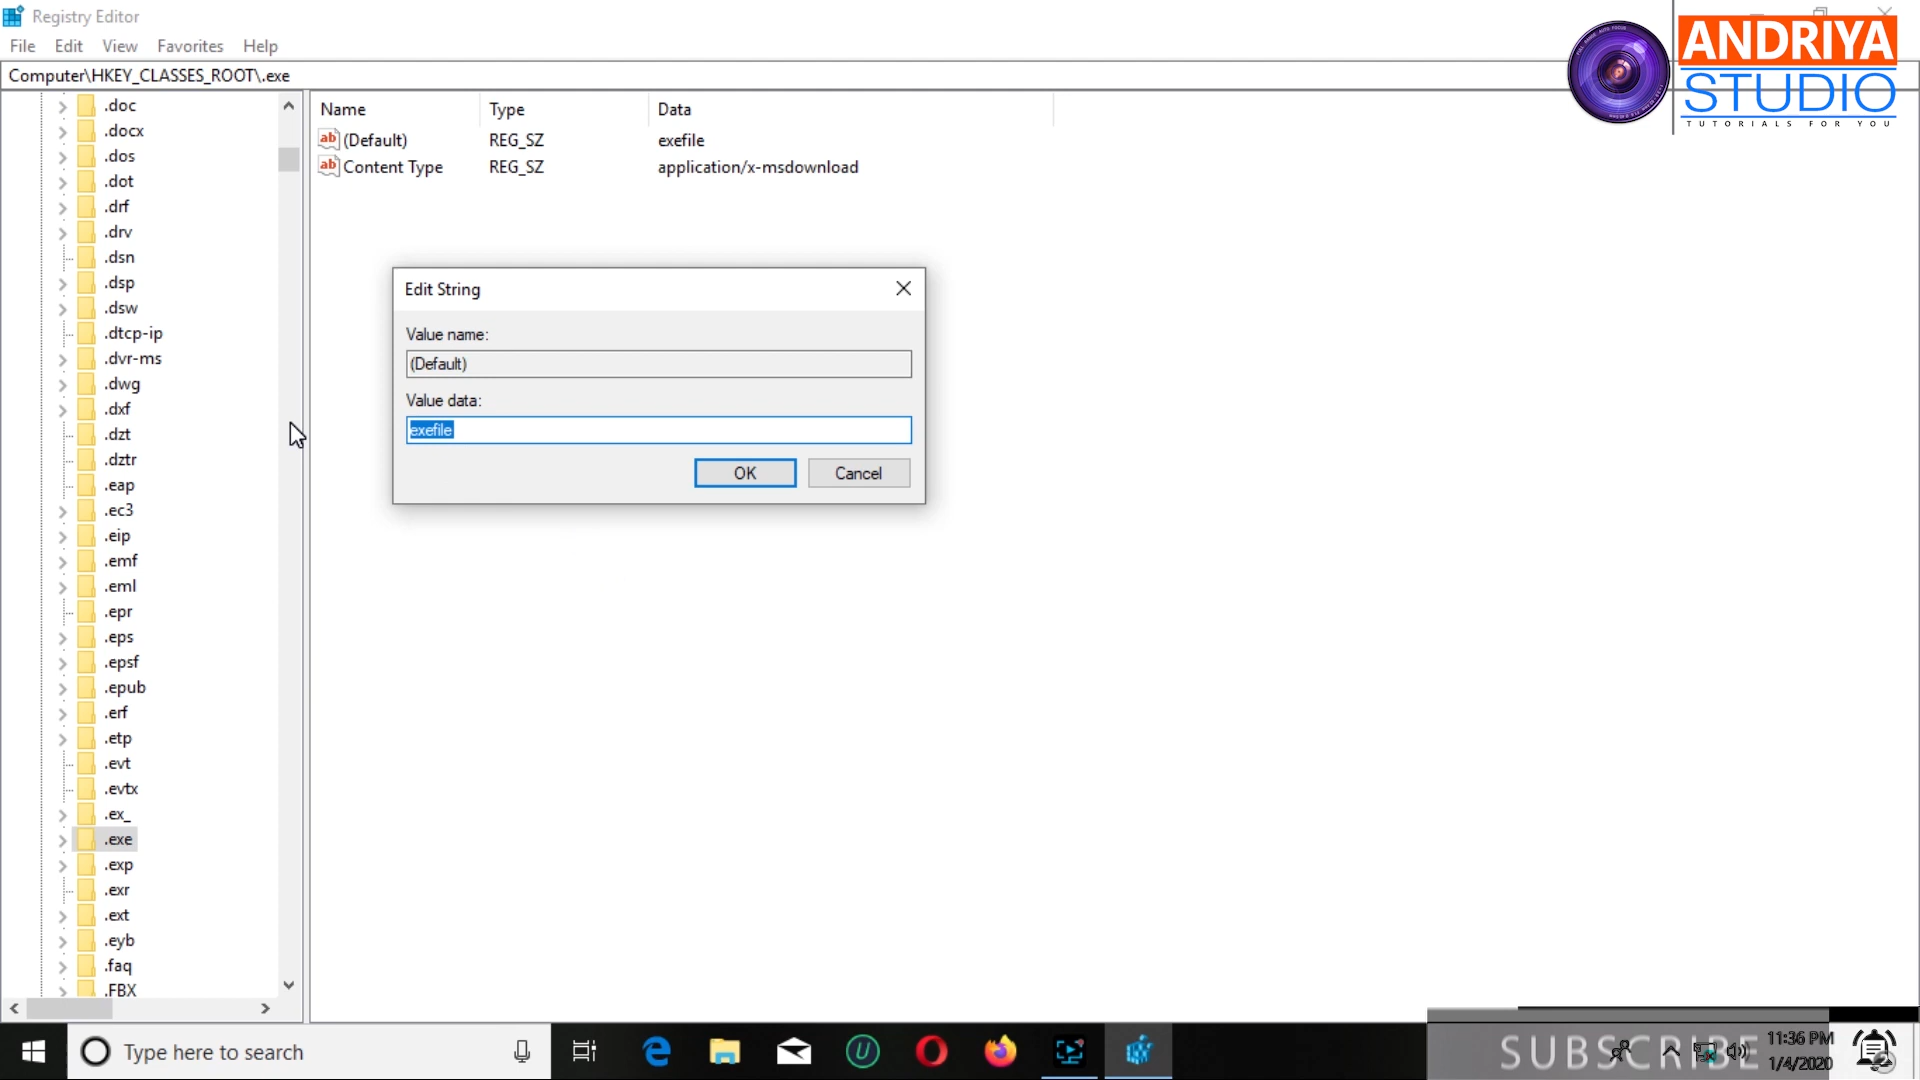 Registry Editor
File Edit View Favorites Help
Computer\HKEY_CLASSES_ROOT\.exe
.doc
.docx
.dos
.dot
.drf
.drv
.dsn
.dsp
.dsw
.dtcp-ip
.dvr-ms
.dwg
.dxf
.dzt
.dztr
.eap
.ec3
.eip
.emf
.eml
.epr
.eps
.epsf
.epub
.erf
.etp
.evt
.evtx
.ex_
.exe
.exp
.exr
.ext
.eyb
.faq
.FBX
Name Type Data
ab (Default) REG_SZ exefile
ab Content Type REG_SZ application/x-msdownload
Edit String
Value name:
(Default)
Value data:
exefile
OK Cancel
ANDRIYA
STUDIO
TUTORIALS FOR YOU
Type here to search
SUBSCRIBE
11:36 PM
1/4/2020